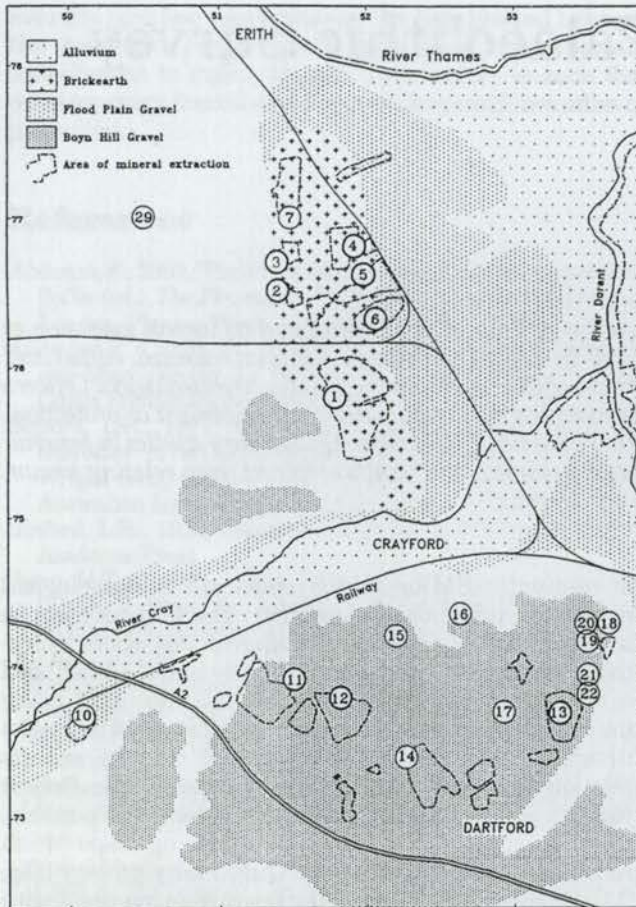 50 51 52 53
ERITH
River Thames
78
Alluvium
Brickearth
Flood Plain Gravel
Boyn Hill Gravel
Area of mineral extraction
77
29
7
4
3
5
2
6
River Darent
76
1
75
CRAYFORD
Railway
River Cray
20 18
16
15
19
74
11
21
A2
12
22
10
17
13
14
73
DARTFORD